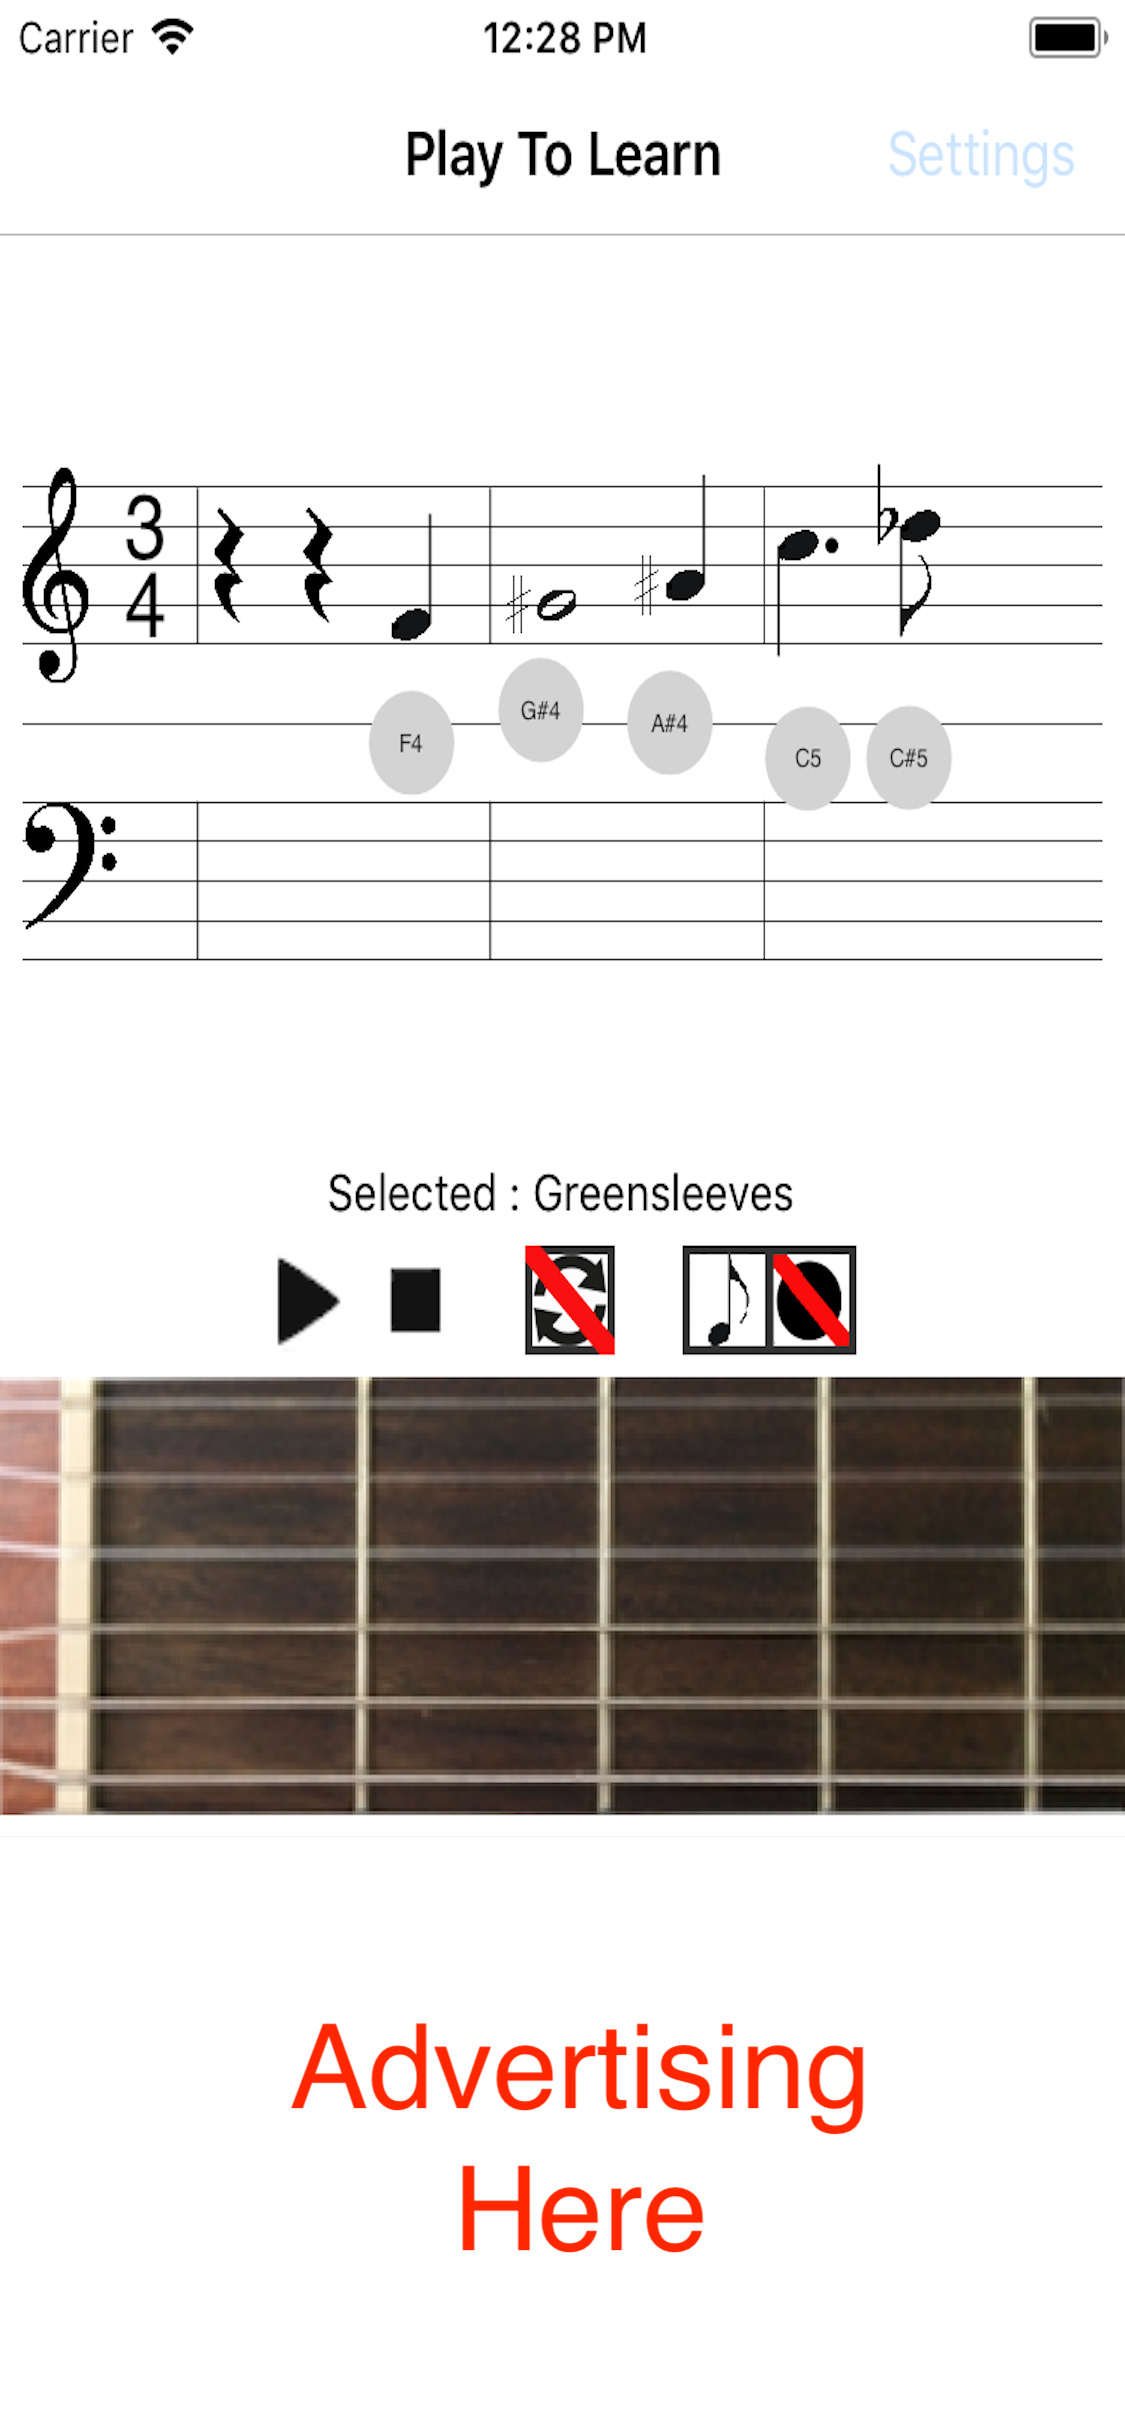 Carrier 12:28 PM
Play To Learn Settings
3
4
F4 G#4 A#4 C5 C#5
Selected : Greensleeves
Advertising
Here